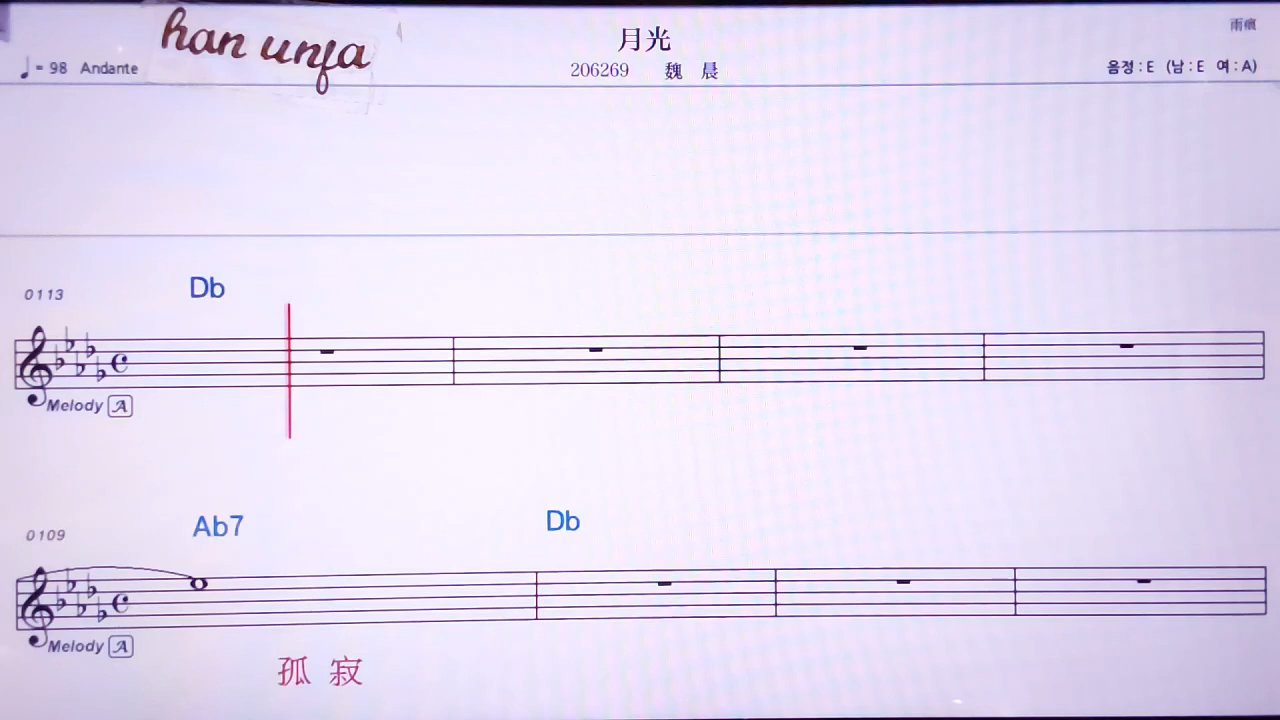 han unfa
月光
雨痕
♩= 98 Andante
206269 魏 晨
음정 : E (남 : E 여 : A)
0113
Db
Melody A
0109
Ab7 Db
Melody A
孤 寂